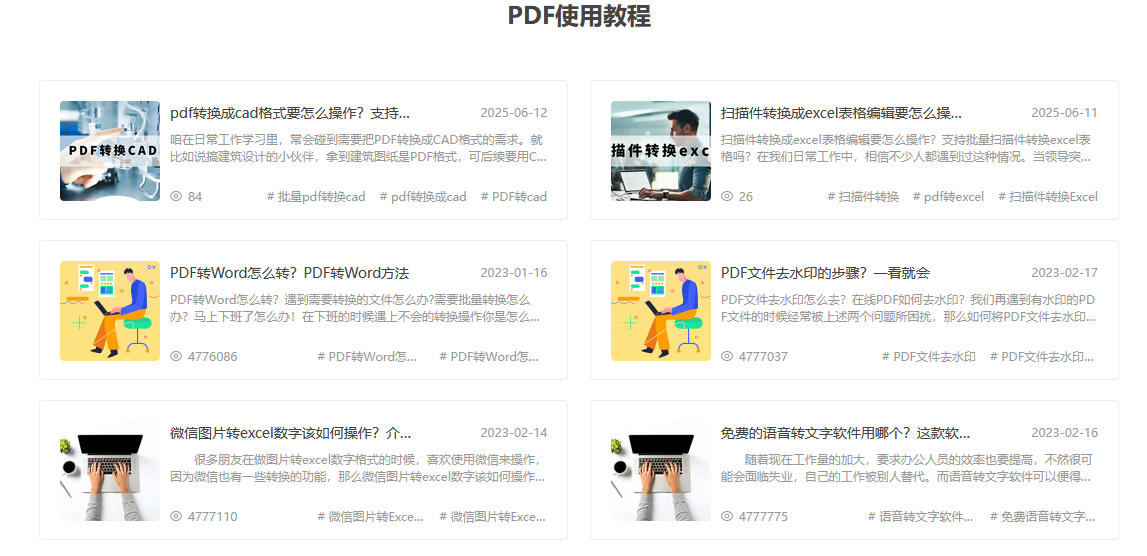 PDF使用教程
pdf转换成cad格式要怎么操作？支持...
2025-06-12
咱在日常工作学习里，常会碰到需要把PDF转换成CAD格式的需求。就
比如说搞建筑设计的小伙伴，拿到建筑图纸是PDF格式，可后续要用C...
PDF转换CAD
84
# 批量pdf转换cad
# pdf转换成cad
# PDF转cad
扫描件转换成excel表格编辑要怎么操...
2025-06-11
扫描件转换成excel表格编辑要怎么操作？支持批量扫描件转换excel表
格吗？在我们日常工作中，相信不少人都遇到过这种情况。当领导突...
描件转换exc
26
# 扫描件转换
# pdf转excel
# 扫描件转换Excel
PDF转Word怎么转？PDF转Word方法
2023-01-16
PDF转Word怎么转？遇到需要转换的文件怎么办?需要批量转换怎么
办？马上下班了怎么办！在下班的时候遇上不会的转换操作你是怎么...
4776086
# PDF转Word怎...
# PDF转Word怎...
PDF文件去水印的步骤？一看就会
2023-02-17
PDF文件去水印怎么去？在线PDF如何去水印？我们再遇到有水印的PD
F文件的时候经常被上述两个问题所困扰，那么如何将PDF文件去水印...
4777037
# PDF文件去水印
# PDF文件去水印...
微信图片转excel数字该如何操作？介...
2023-02-14
很多朋友在做图片转excel数字格式的时候，喜欢使用微信来操作，
因为微信也有一些转换的功能，那么微信图片转excel数字该如何操作...
4777110
# 微信图片转Exce...
# 微信图片转Exce...
免费的语音转文字软件用哪个？这款软...
2023-02-16
随着现在工作量的加大，要求办公人员的效率也要提高，不然很可
能会面临失业，自己的工作被别人替代。而语音转文字软件可以便得...
4777775
# 语音转文字软件...
# 免费语音转文字...